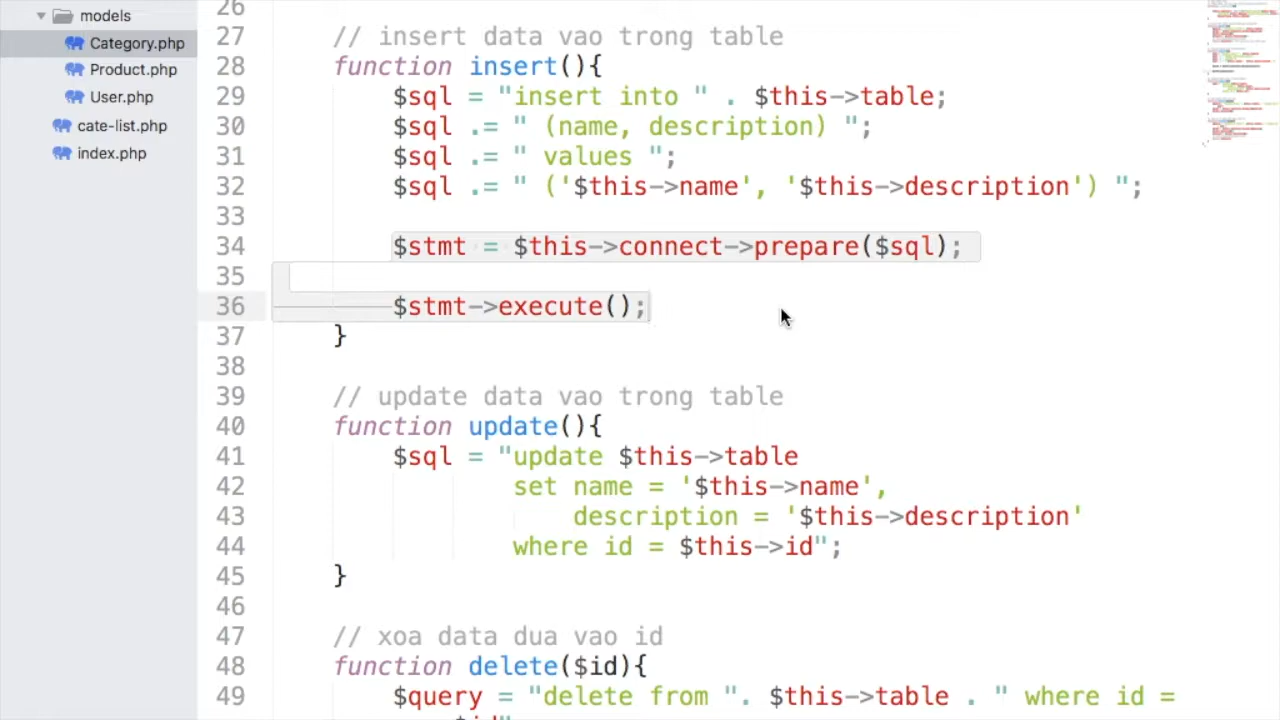 models
Category.php
Product.php
User.php
cate-list.php
index.php
26
27 // insert data vao trong table
28 function insert(){
29 $sql = "insert into " . $this->table;
30 $sql .= " (name, description) ";
31 $sql .= " values ";
32 $sql .= " ('$this->name', '$this->description') ";
33
34 $stmt = $this->connect->prepare($sql);
35
36 $stmt->execute();
37 }
38
39 // update data vao trong table
40 function update(){
41 $sql = "update $this->table
42 set name = '$this->name',
43 description = '$this->description'
44 where id = $this->id";
45 }
46
47 // xoa data dua vao id
48 function delete($id){
49 $query = "delete from ". $this->table . " where id =